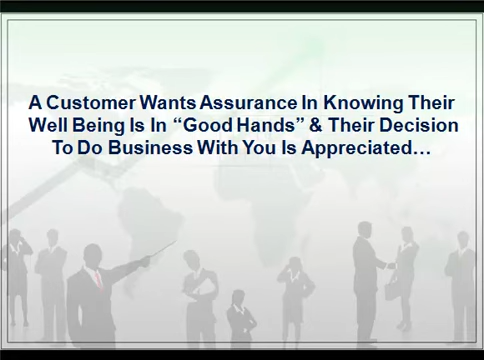 A Customer Wants Assurance In Knowing Their
Well Being Is In “Good Hands” & Their Decision
To Do Business With You Is Appreciated…